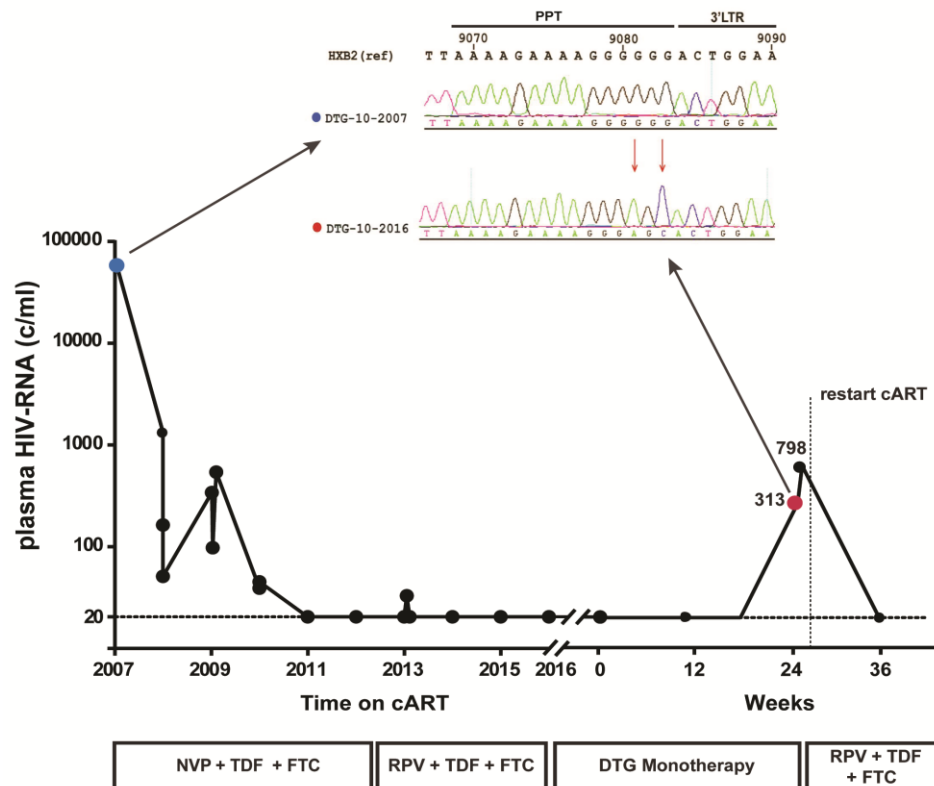 PPT 3'LTR
9070 9080 9090
HXB2(ref) T T A A A A G A A A A G G G G G G A C T G G A A
DTG-10-2007 T T A A A A G A A A A G G G G G G A C T G G A A
DTG-10-2016 T T A A A A G A A A A G G G A G C A C T G G A A
plasma HIV-RNA (c/ml)
100000
10000
1000
100
20
restart cART
798
313
2007 2009 2011 2013 2015 2016 0 12 24 36
Time on cART Weeks
NVP + TDF + FTC RPV + TDF + FTC DTG Monotherapy RPV + TDF
+ FTC